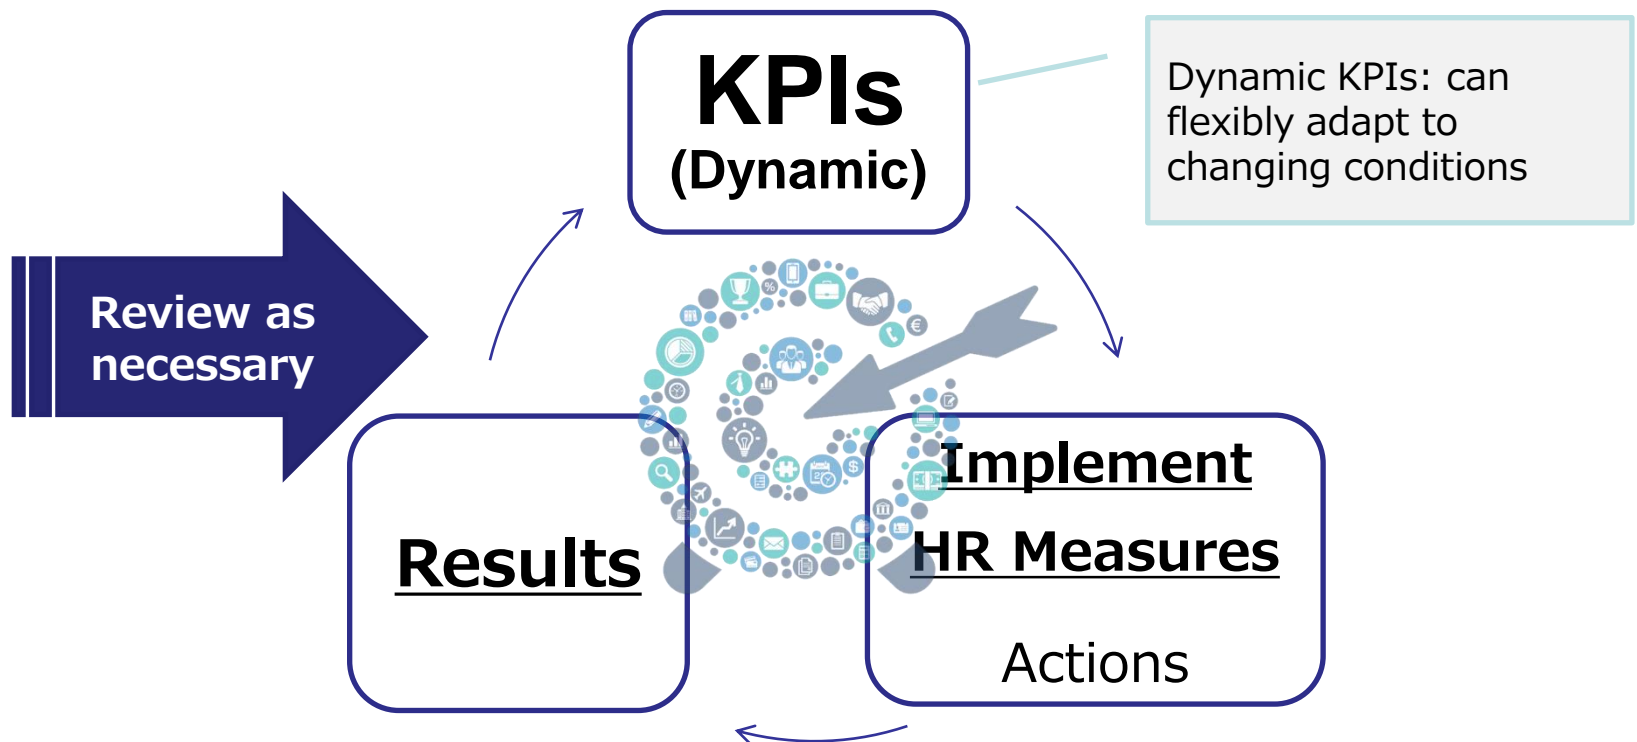 KPIs
(Dynamic)
Dynamic KPIs: can
flexibly adapt to
changing conditions
Review as
necessary
Results
Implement
HR Measures
Actions